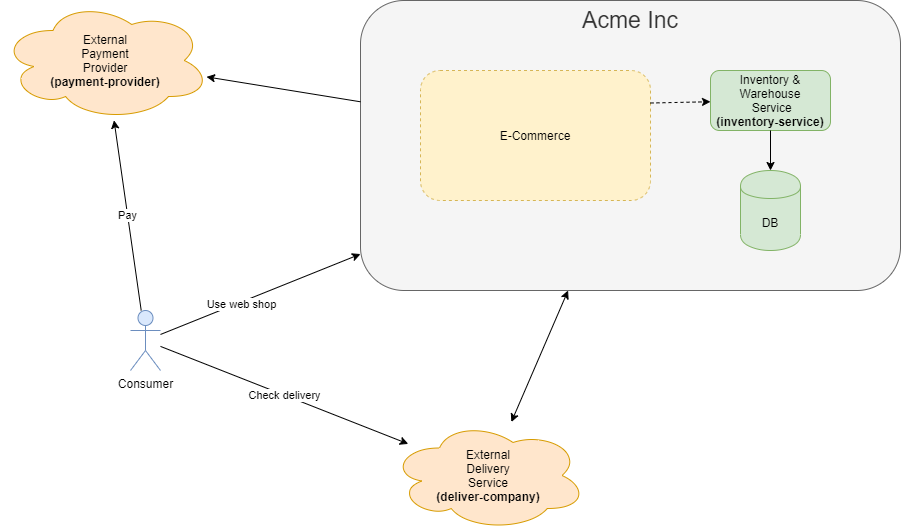 Acme Inc
External
Payment
Provider
(payment-provider)
E-Commerce
Inventory &
Warehouse
Service
(inventory-service)
DB
Pay
Use web shop
Consumer
Check delivery
External
Delivery
Service
(deliver-company)